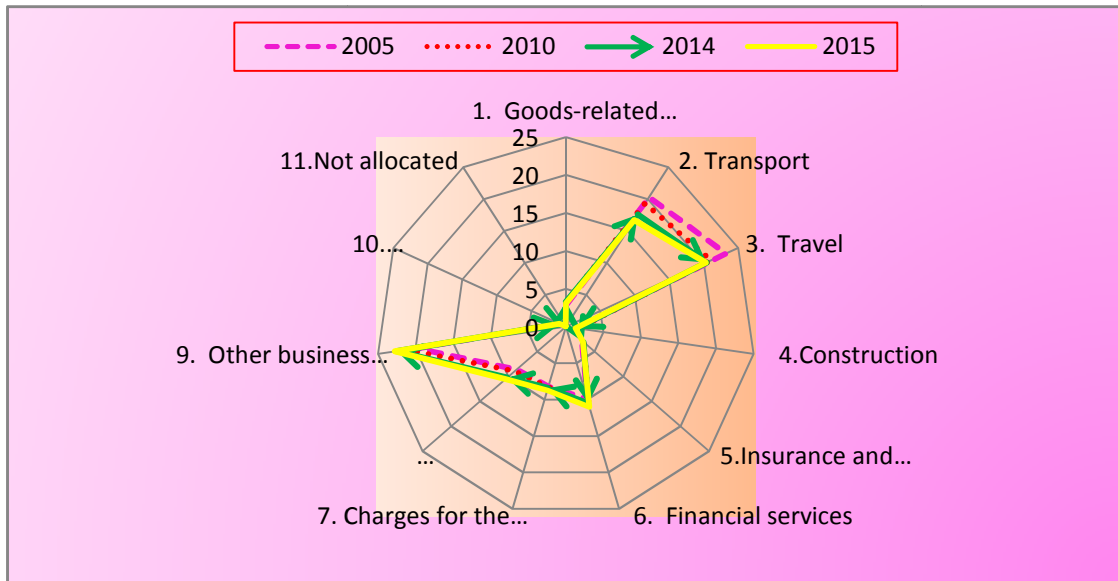 2005 2010 2014 2015
1. Goods-related…
2. Transport
3. Travel
4.Construction
5.Insurance and…
6. Financial services
7. Charges for the…
…
9. Other business…
10.…
11.Not allocated
25
20
15
10
5
0